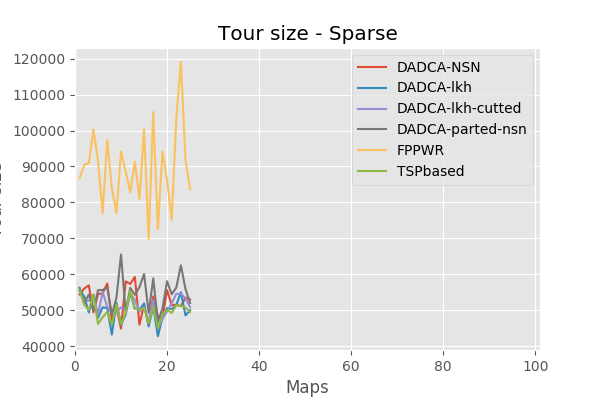 Tour size - Sparse
120000
110000
100000
90000
80000
70000
60000
50000
40000
0
20
40
60
80
100
Maps
DADCA-NSN
DADCA-lkh
DADCA-lkh-cutted
DADCA-parted-nsn
FPPWR
TSPbased